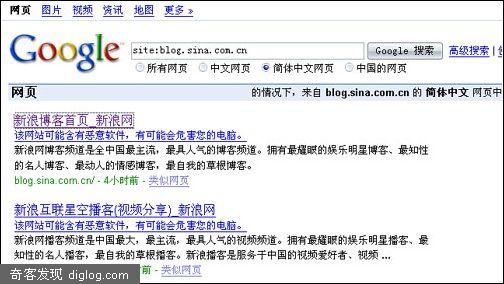 网页 图片 视频 资讯 地图 更多 »
Google site:blog.sina.com.cn Google 搜索 高级搜索
所有网页 中文网页 简体中文网页 中国的网页
网页 的情况下，来自 blog.sina.com.cn 的 简体中文 网页中
新浪博客首页_新浪网
该网站可能含有恶意软件，有可能会危害您的电脑。
新浪网博客频道是全中国最主流，最具人气的博客频道。拥有最耀眼的娱乐明星博客、最知性
的名人博客、最动人的情感博客，最自我的草根博客。
blog.sina.com.cn/ - 4小时前 - 类似网页
新浪互联星空播客(视频分享)_新浪网
该网站可能含有恶意软件，有可能会危害您的电脑。
新浪网播客频道是中国最大，最主流，最具人气的视频频道。拥有最耀眼的娱乐明星播客、最
知性的名人播客，最自我的草根播客。新浪播客是服务于中国的视频爱好者、视频 ...
前 - 类似网页
奇客发现 diglog.com